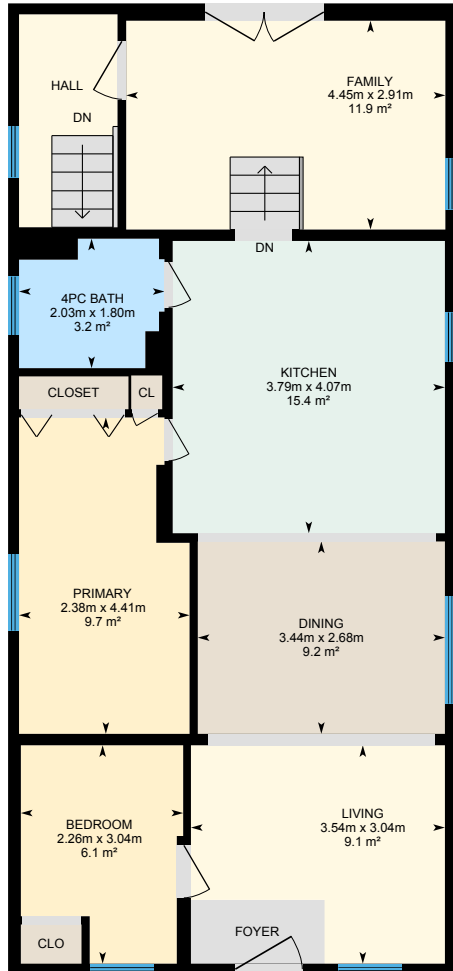 HALL
DN
FAMILY
4.45m x 2.91m
11.9 m²
DN
4PC BATH
2.03m x 1.80m
3.2 m²
KITCHEN
3.79m x 4.07m
15.4 m²
CLOSET
CL
PRIMARY
2.38m x 4.41m
9.7 m²
DINING
3.44m x 2.68m
9.2 m²
BEDROOM
2.26m x 3.04m
6.1 m²
LIVING
3.54m x 3.04m
9.1 m²
CLO
FOYER